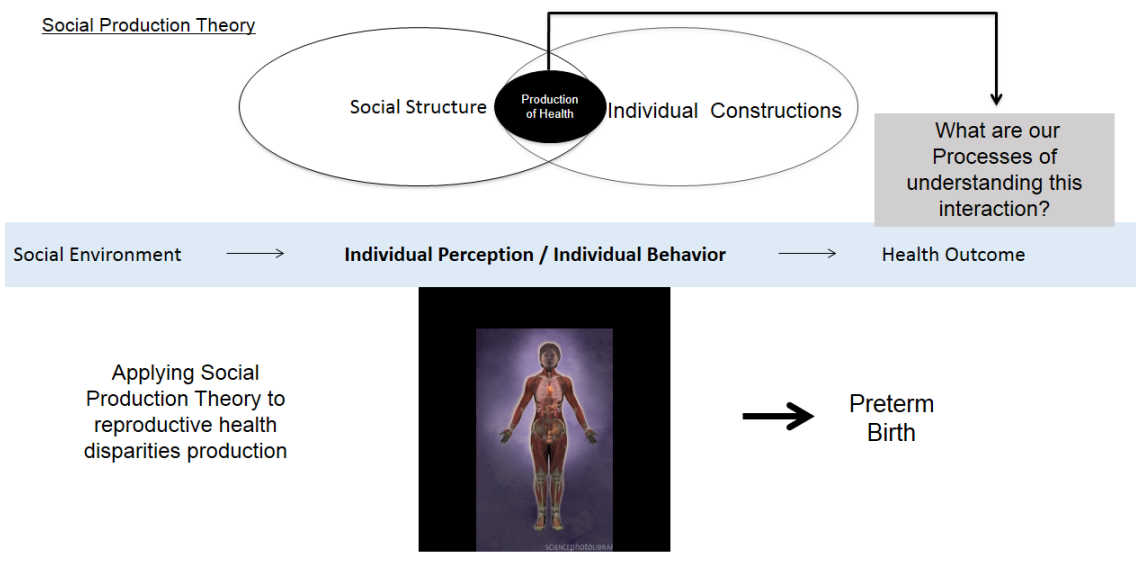 Social Production Theory
Social Structure
Production
of Health
Individual Constructions
What are our
Processes of
understanding this
interaction?
Social Environment
Individual Perception / Individual Behavior
Health Outcome
Applying Social
Production Theory to
reproductive health
disparities production
Preterm
Birth
SCIENCEphotoLIBRAR